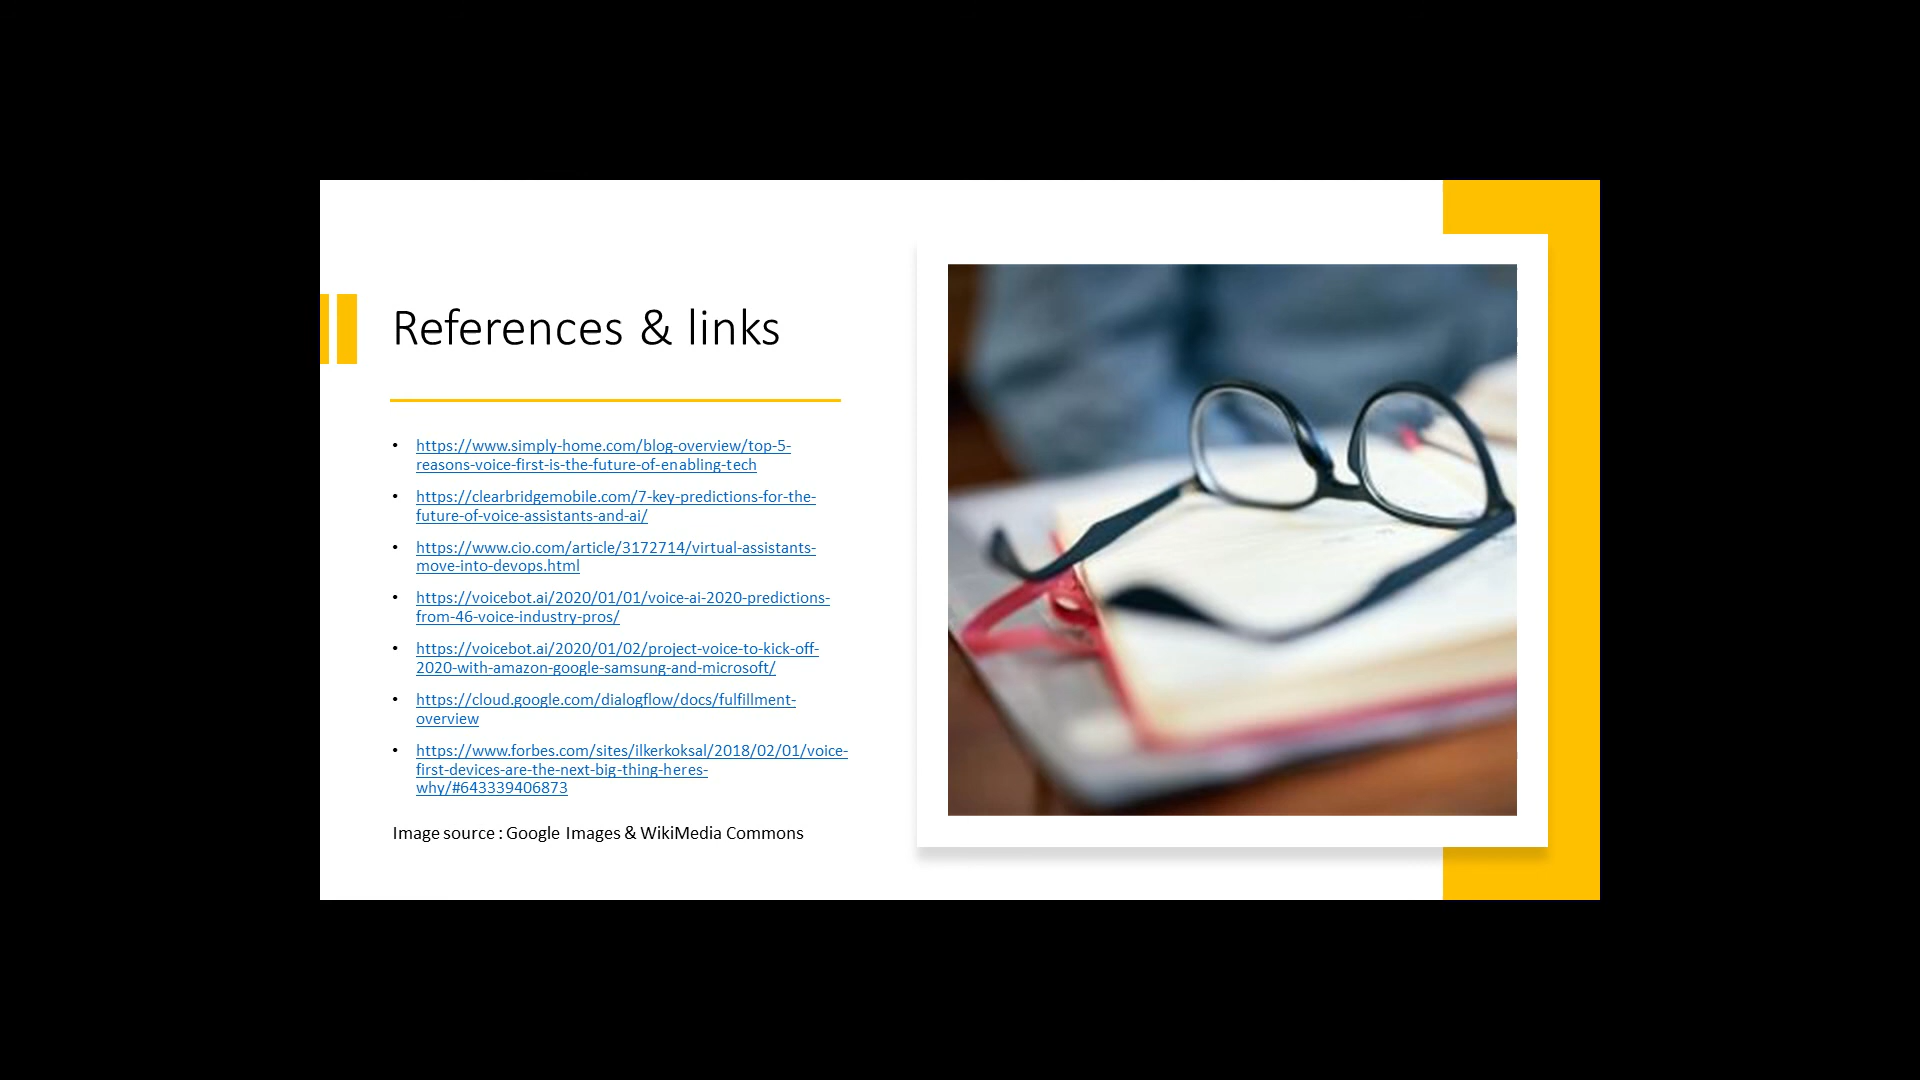 References & links
• https://www.simply-home.com/blog-overview/top-5-
reasons-voice-first-is-the-future-of-enabling-tech
• https://clearbridgemobile.com/7-key-predictions-for-the-
future-of-voice-assistants-and-ai/
• https://www.cio.com/article/3172714/virtual-assistants-
move-into-devops.html
• https://voicebot.ai/2020/01/01/voice-ai-2020-predictions-
from-46-voice-industry-pros/
• https://voicebot.ai/2020/01/02/project-voice-to-kick-off-
2020-with-amazon-google-samsung-and-microsoft/
• https://cloud.google.com/dialogflow/docs/fulfillment-
overview
• https://www.forbes.com/sites/ilkerkoksal/2018/02/01/voice-
first-devices-are-the-next-big-thing-heres-
why/#643339406873
Image source : Google Images & WikiMedia Commons